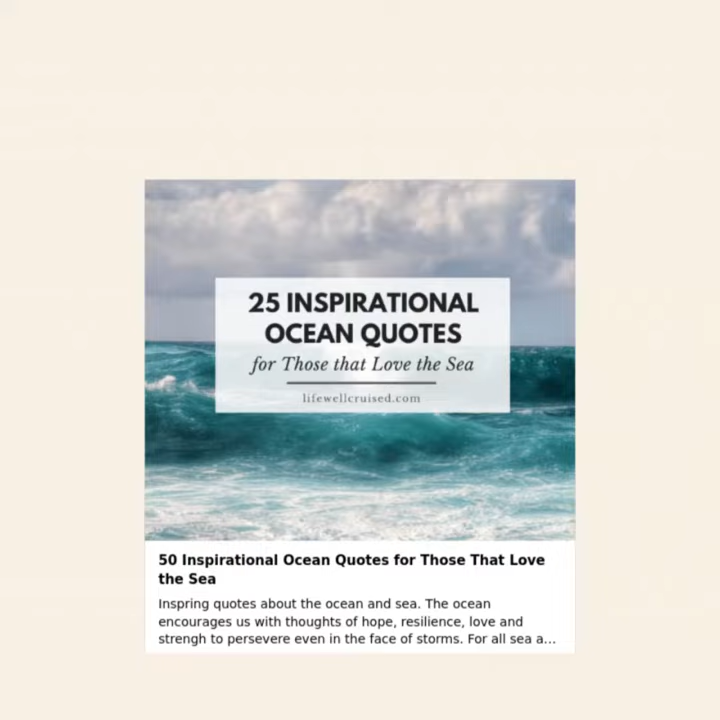 25 INSPIRATIONAL
OCEAN QUOTES
for Those that Love the Sea
lifewellcruised.com
50 Inspirational Ocean Quotes for Those That Love
the Sea
Inspring quotes about the ocean and sea. The ocean
encourages us with thoughts of hope, resilience, love and
strengh to persevere even in the face of storms. For all sea a...